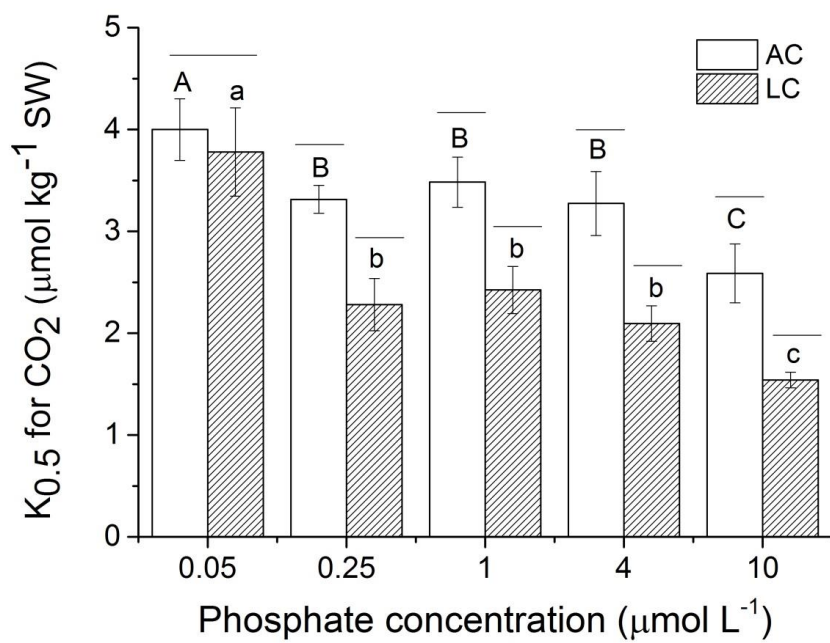 5
4
3
2
1
0
K0.5 for CO2 (μmol kg-1 SW)
AC
LC
A
a
B
b
B
b
B
b
C
c
0.05
0.25
1
4
10
Phosphate concentration (μmol L-1)